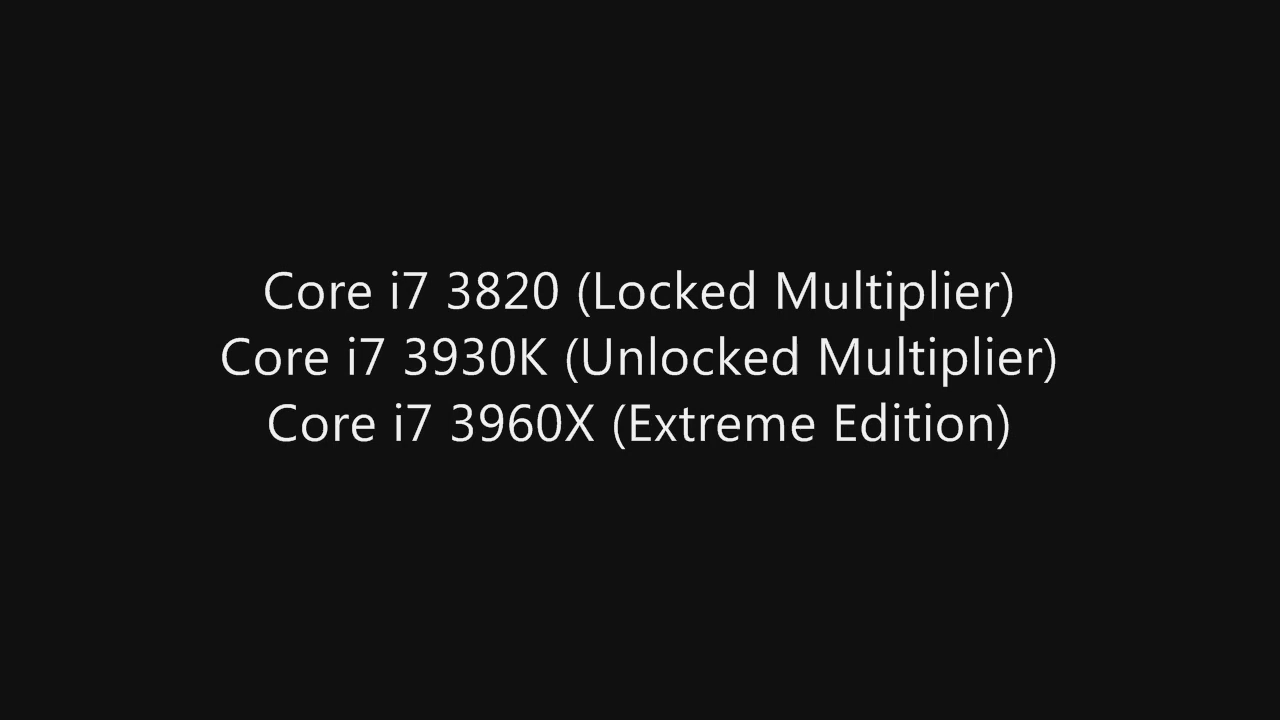 Core i7 3820 (Locked Multiplier)
Core i7 3930K (Unlocked Multiplier)
Core i7 3960X (Extreme Edition)